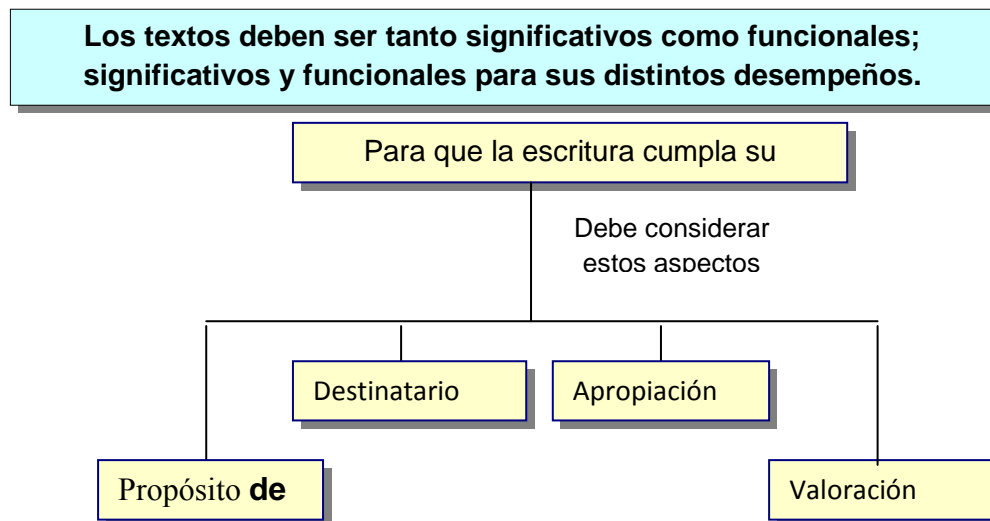 Los textos deben ser tanto significativos como funcionales;
significativos y funcionales para sus distintos desempeños.
Para que la escritura cumpla su
Debe considerar
estos aspectos
Destinatario
Apropiación
Propósito de
Valoración